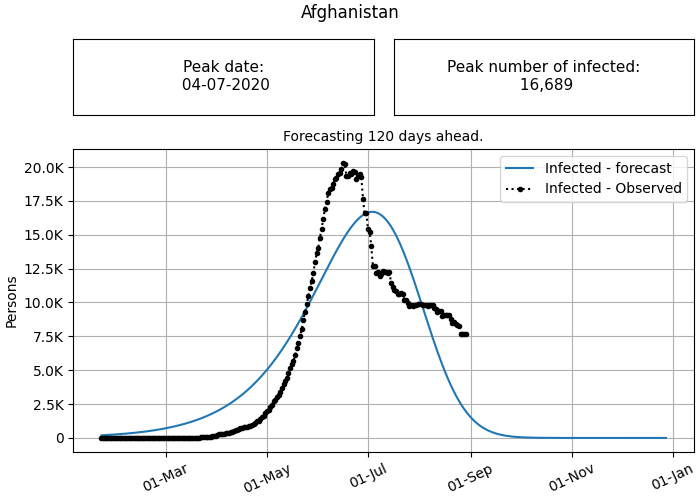 Afghanistan
Peak date:
04-07-2020
Peak number of infected:
16,689
Forecasting 120 days ahead.
Infected - forecast
Infected - Observed
Persons
20.0K
17.5K
15.0K
12.5K
10.0K
7.5K
5.0K
2.5K
0
01-Mar
01-May
01-Jul
01-Sep
01-Nov
01-Jan